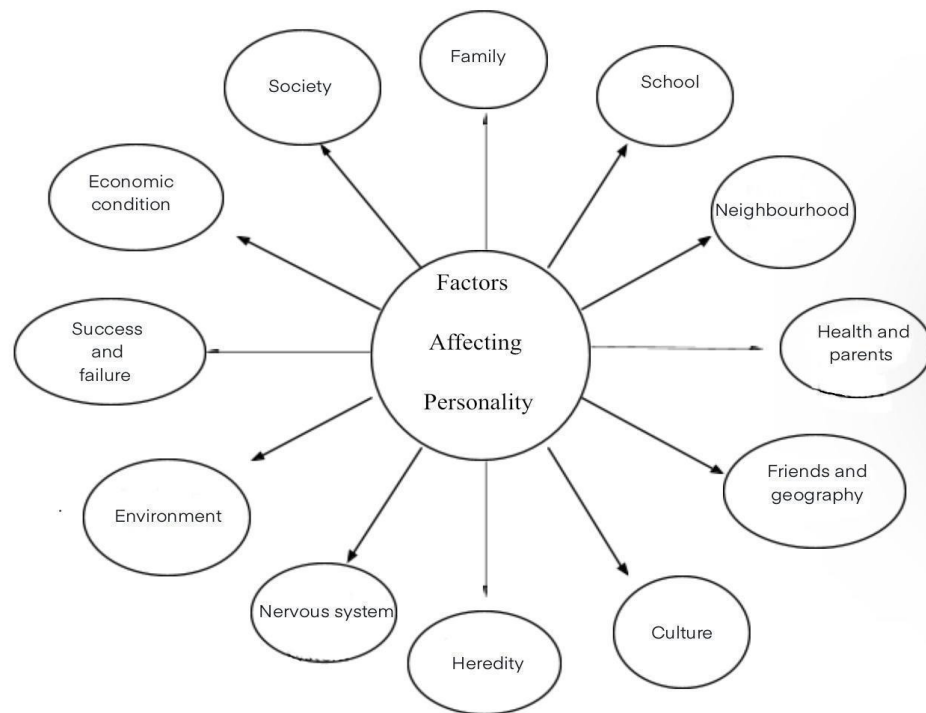 Family
School
Society
Economic
condition
Neighbourhood
Factors
Affecting
Personality
Success
and
failure
Health and
parents
Friends and
geography
Environment
Nervous system
Culture
Heredity